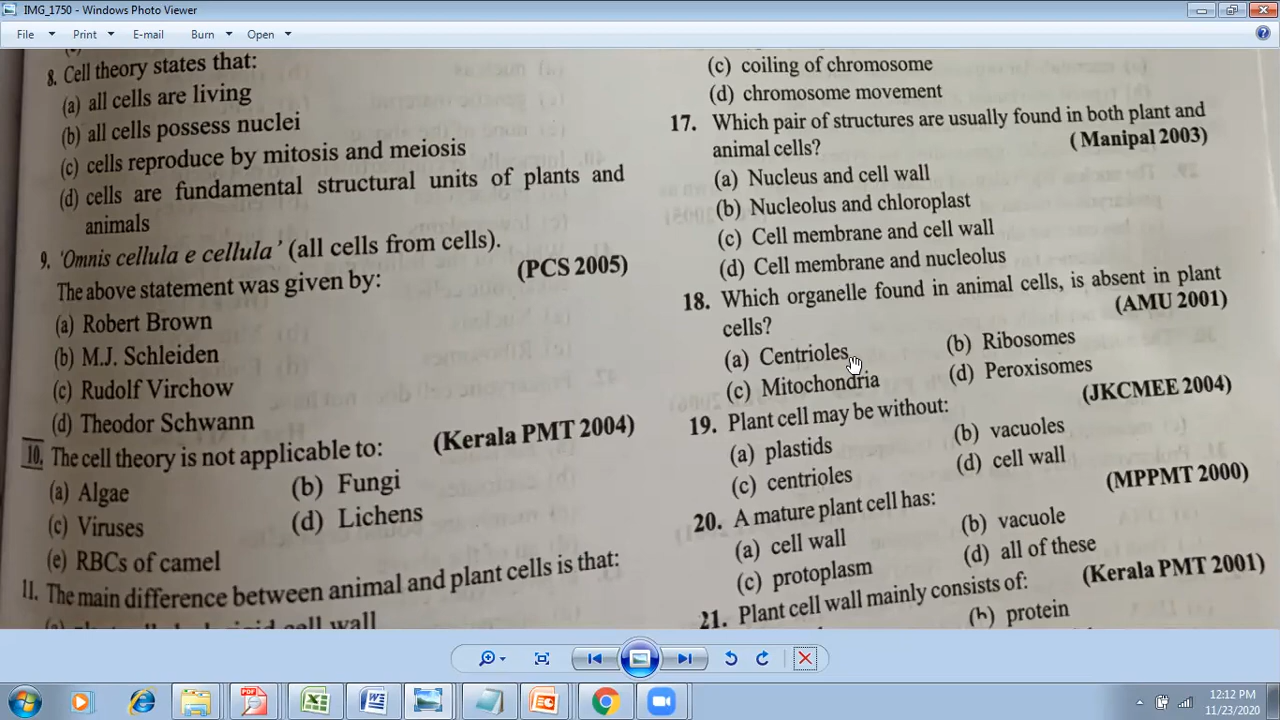 IMG_1750 - Windows Photo Viewer
File Print E-mail Burn Open
8. Cell theory states that:
(a) all cells are living
(b) all cells possess nuclei
(c) cells reproduce by mitosis and meiosis
(d) cells are fundamental structural units of plants and
animals
9. 'Omnis cellula e cellula' (all cells from cells).
The above statement was given by:
(PCS 2005)
(a) Robert Brown
(b) M.J. Schleiden
(c) Rudolf Virchow
(d) Theodor Schwann
10. The cell theory is not applicable to:
(Kerala PMT 2004)
(a) Algae (b) Fungi
(c) Viruses (d) Lichens
(e) RBCs of camel
11. The main difference between animal and plant cells is that:
cell wall
(c) coiling of chromosome
(d) chromosome movement
17. Which pair of structures are usually found in both plant and
animal cells? (Manipal 2003)
(a) Nucleus and cell wall
(b) Nucleolus and chloroplast
(c) Cell membrane and cell wall
(d) Cell membrane and nucleolus
18. Which organelle found in animal cells, is absent in plant
cells? (AMU 2001)
(a) Centrioles (b) Ribosomes
(c) Mitochondria (d) Peroxisomes
19. Plant cell may be without: (JKCMEE 2004)
(a) plastids (b) vacuoles
(c) centrioles (d) cell wall
20. A mature plant cell has: (MPPMT 2000)
(a) cell wall (b) vacuole
(c) protoplasm (d) all of these
21. Plant cell wall mainly consists of: (Kerala PMT 2001)
(b) protein
12:12 PM
11/23/2020